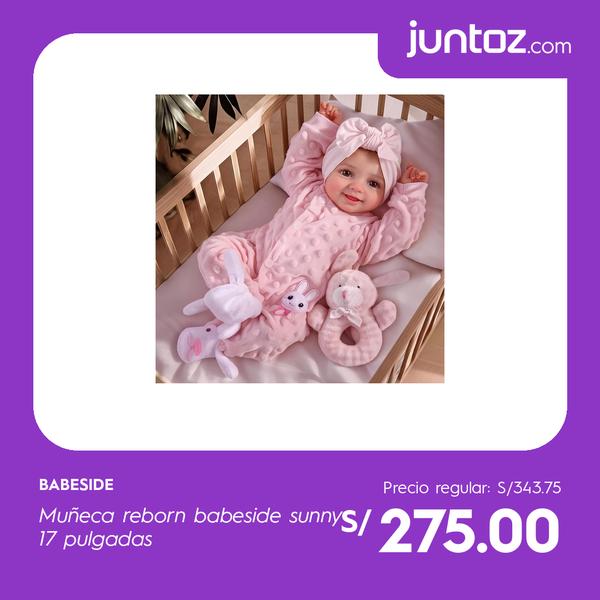 juntoz.com
BABESIDE
Muñeca reborn babeside sunny
17 pulgadas
Precio regular: S/343.75
S/ 275.00